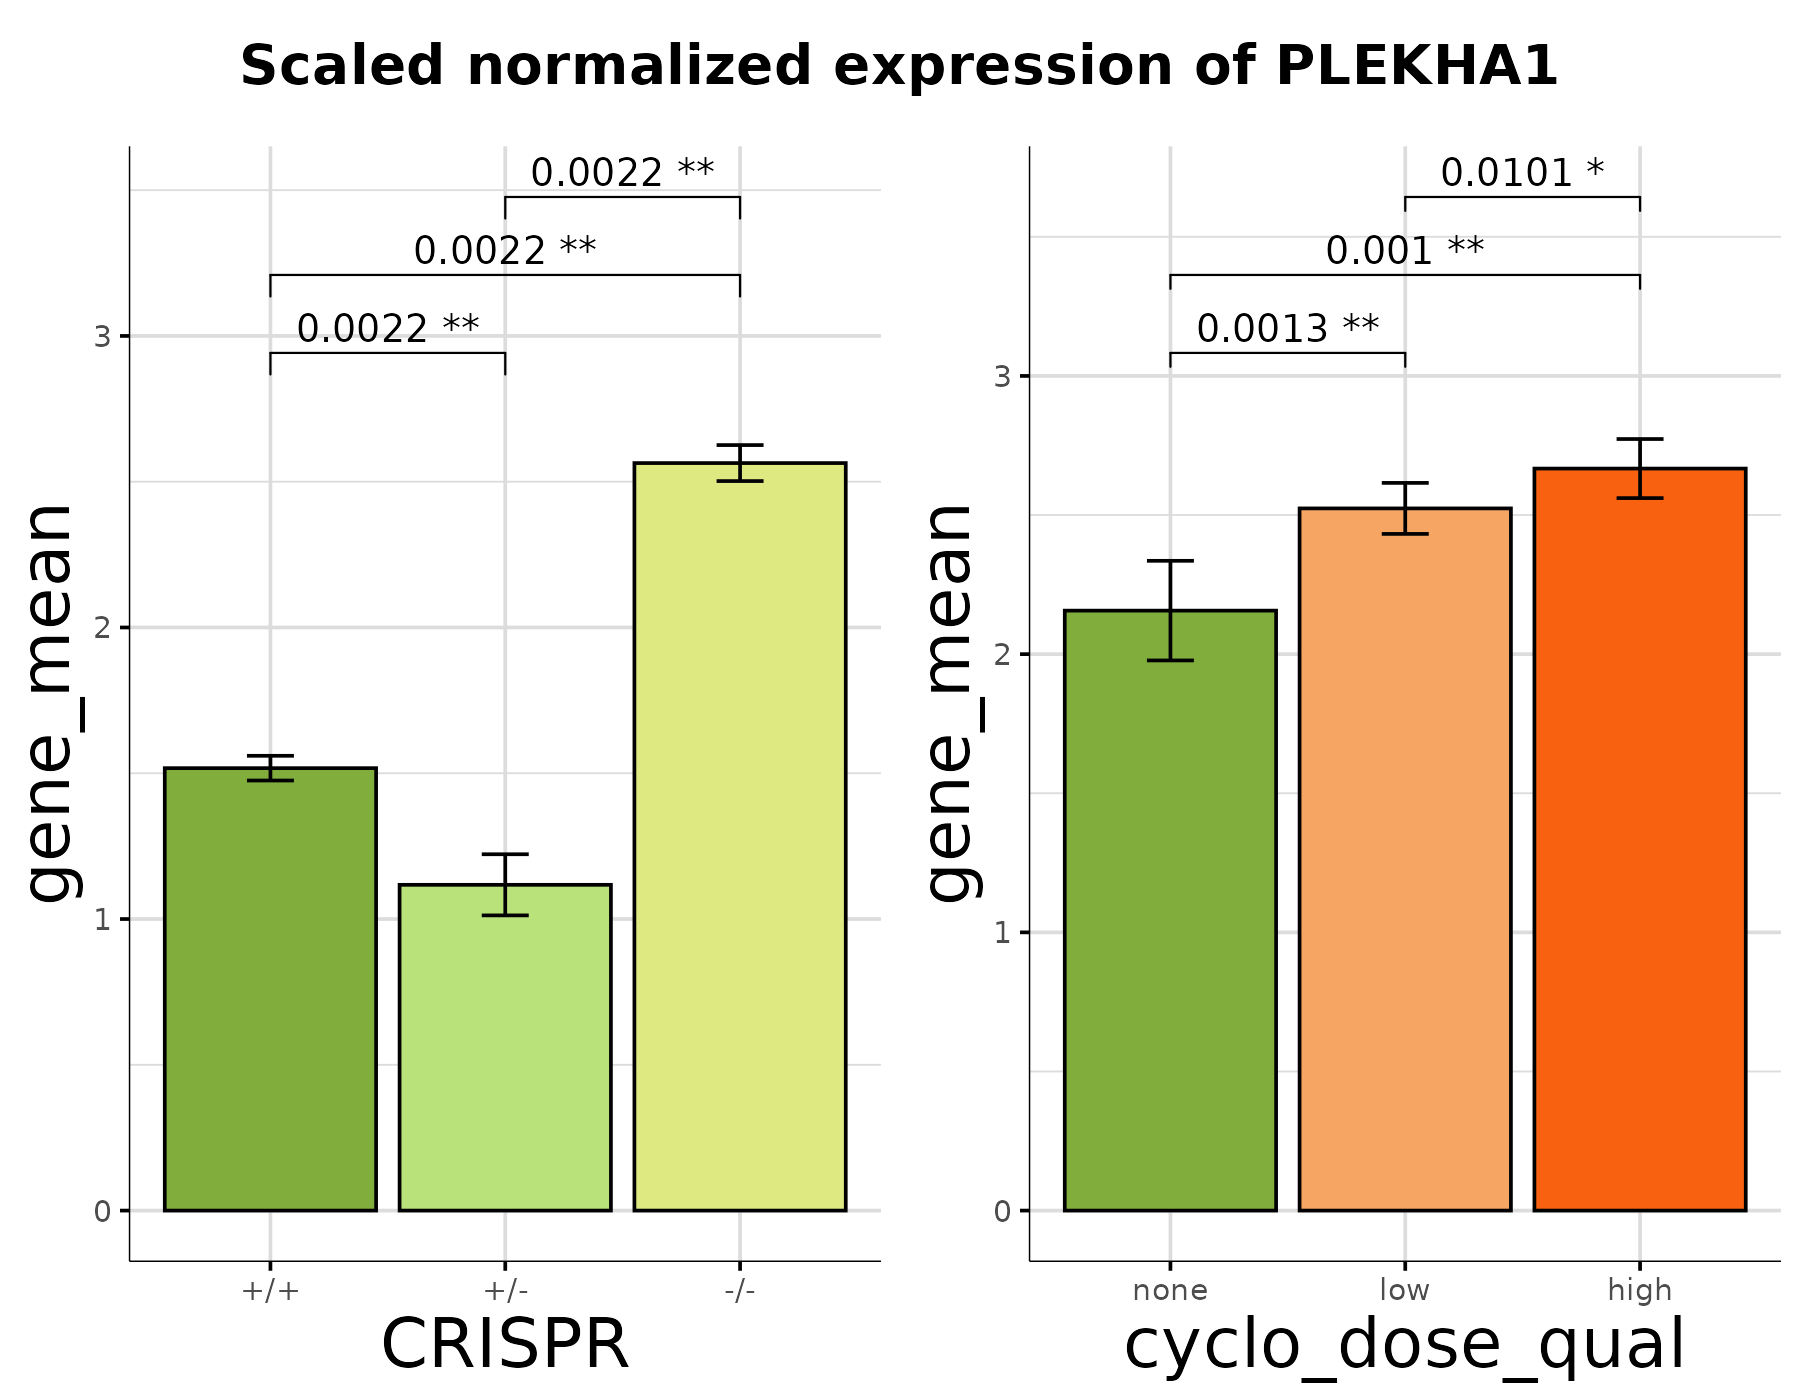 Scaled normalized expression of PLEKHA1
gene_mean
3
2
1
0
0.0022 **
0.0022 **
0.0022 **
+/+
+/-
-/-
CRISPR
gene_mean
3
2
1
0
0.0101 *
0.001 **
0.0013 **
none
low
high
cyclo_dose_qual